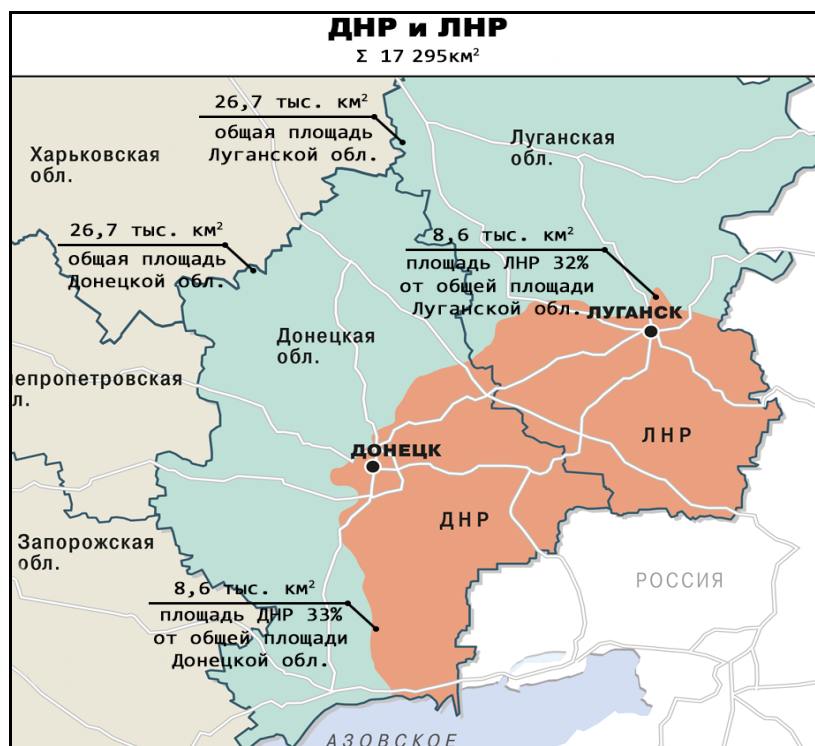 ДНР и ЛНР
Σ 17 295км²
26,7 тыс. км²
общая площадь
Луганской обл.
Луганская
обл.
Харьковская
обл.
26,7 тыс. км²
общая площадь
Донецкой обл.
8,6 тыс. км²
площадь ЛНР 32%
от общей площади
Луганской обл.
ЛУГАНСК
Донецкая
обл.
непропетровская
л.
ДОНЕЦК
ЛНР
ДНР
Запорожская
обл.
РОССИЯ
8,6 тыс. км²
площадь ДНР 33%
от общей площади
Донецкой обл.
АЗОВСКОЕ